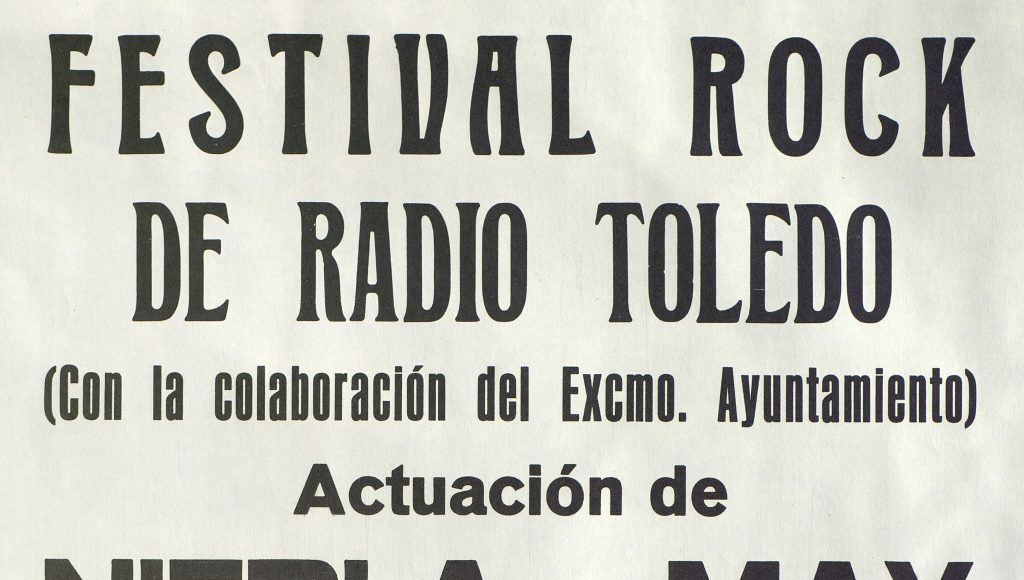 FESTIVAL ROCK
DE RADIO TOLEDO
(Con la colaboración del Excmo. Ayuntamiento)
Actuación de